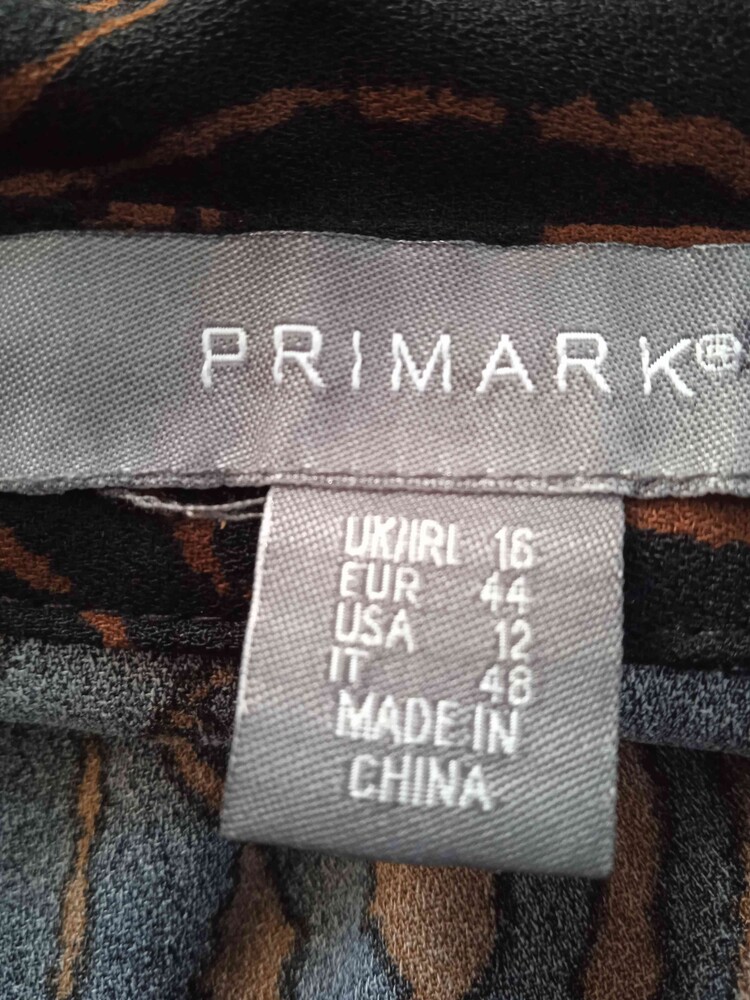 PRIMARK®
UK/IRL 16
EUR 44
USA 12
IT 48
MADE IN
CHINA